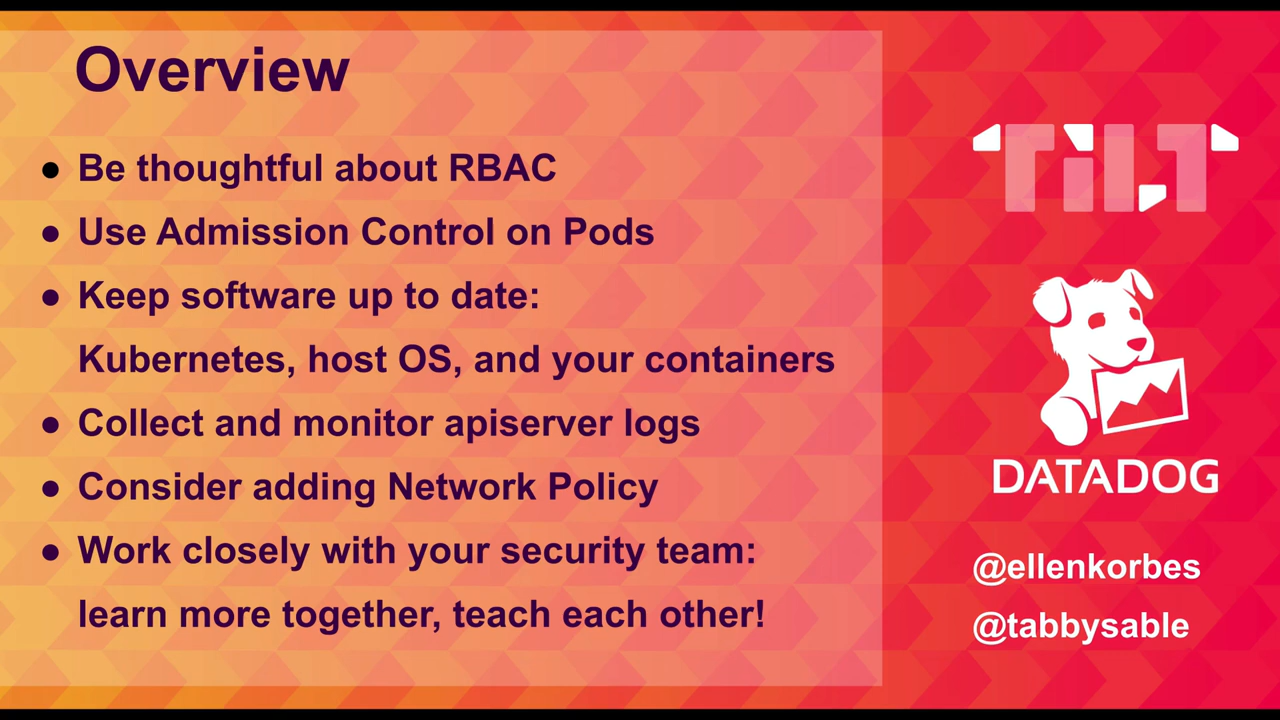 Overview
● Be thoughtful about RBAC
● Use Admission Control on Pods
● Keep software up to date:
Kubernetes, host OS, and your containers
● Collect and monitor apiserver logs
● Consider adding Network Policy
● Work closely with your security team:
learn more together, teach each other!
TiLT
DATADOG
@ellenkorbes
@tabbysable